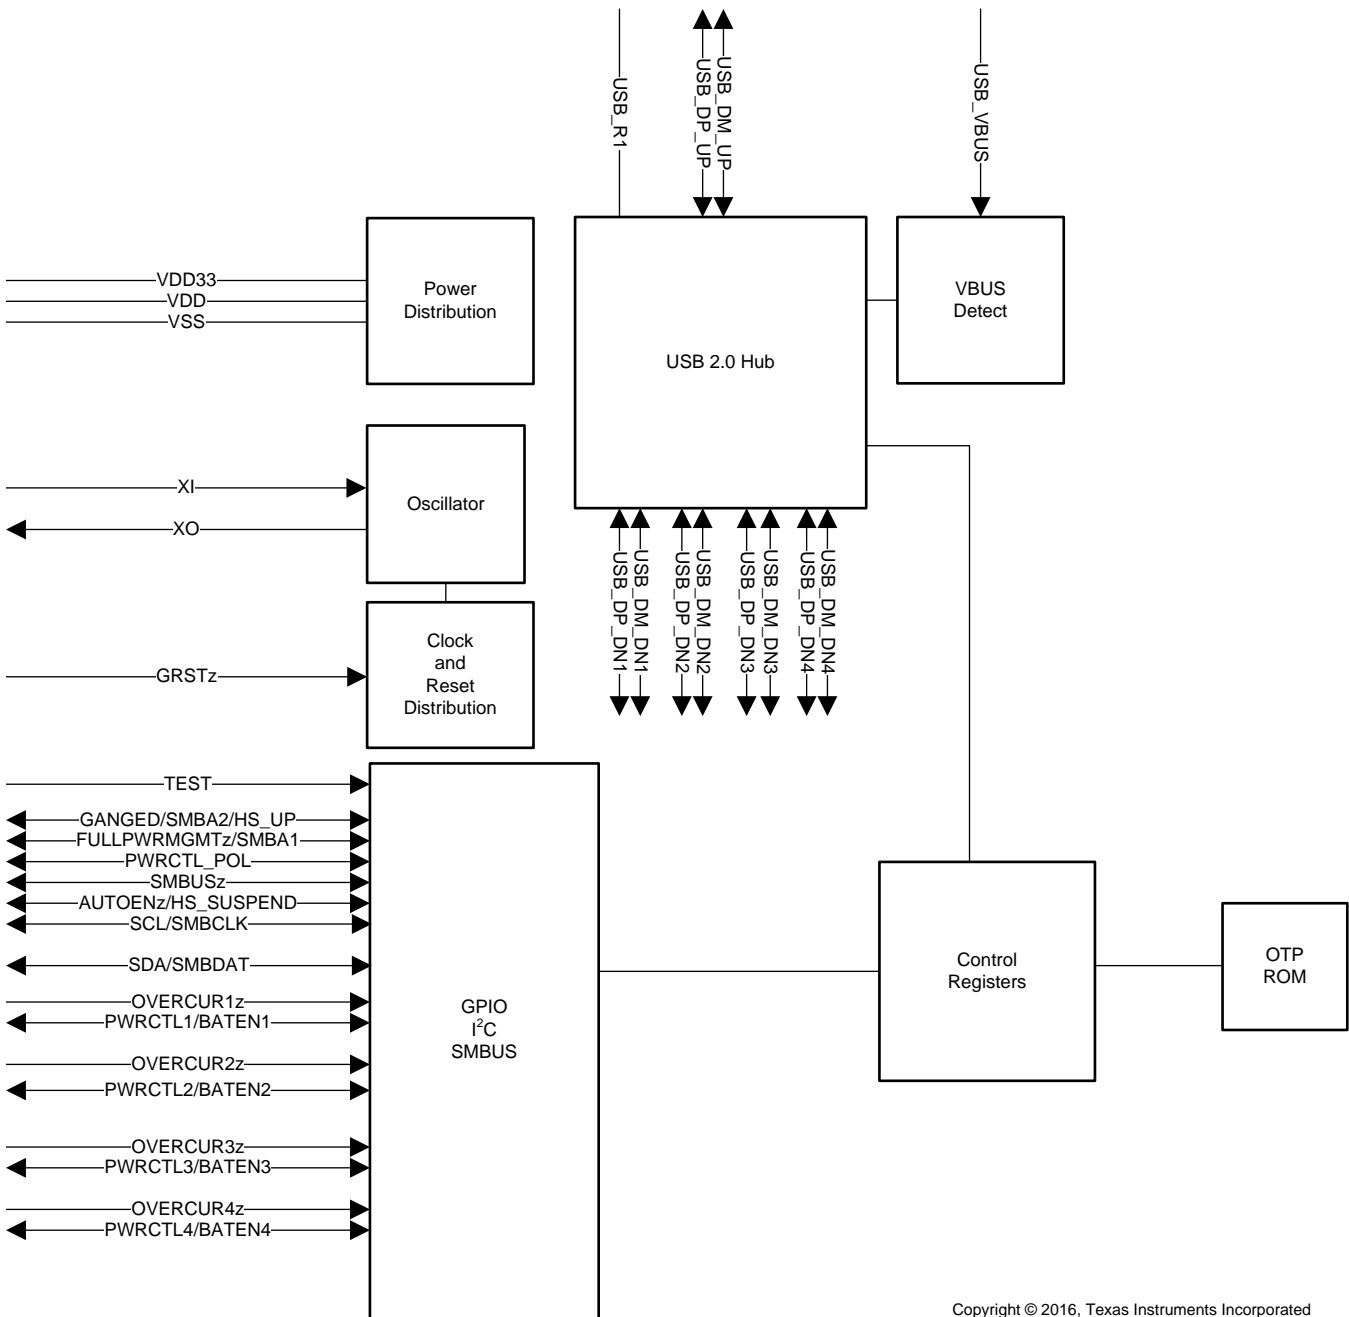 USB_R1
USB_DP_UP
USB_DM_UP
USB_VBUS
VDD33
VDD
VSS
Power
Distribution
USB 2.0 Hub
VBUS
Detect
XI
XO
Oscillator
USB_DP_DN1
USB_DM_DN1
USB_DP_DN2
USB_DM_DN2
USB_DP_DN3
USB_DM_DN3
USB_DP_DN4
USB_DM_DN4
GRSTz
Clock
and
Reset
Distribution
TEST
GANGED/SMBA2/HS_UP
FULLPWRMGMTz/SMBA1
PWRCTL_POL
SMBUSz
AUTOENz/HS_SUSPEND
SCL/SMBCLK
SDA/SMBDAT
OVERCUR1z
PWRCTL1/BATEN1
OVERCUR2z
PWRCTL2/BATEN2
OVERCUR3z
PWRCTL3/BATEN3
OVERCUR4z
PWRCTL4/BATEN4
GPIO
I²C
SMBUS
Control
Registers
OTP
ROM
Copyright © 2016, Texas Instruments Incorporated